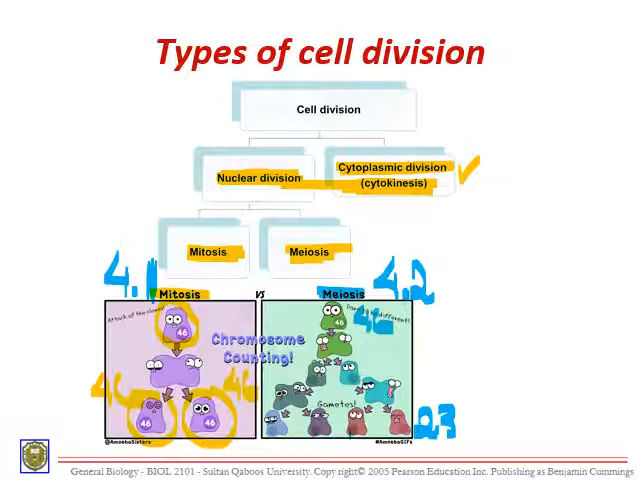 Types of cell division
Cell division
Nuclear division
Cytoplasmic division
(cytokinesis)
Mitosis
Meiosis
4.1
4.2
Mitosis
vs
Meiosis
Attack of the clones!
Chromosome
Counting!
46
46
46
46
46
46
46
46
Gametes!
23
@AmoebaSisters
#AmoebaGIFs
General Biology - BIOL 2101 - Sultan Qaboos University. Copy right© 2005 Pearson Education Inc. Publishing as Benjamin Cummings